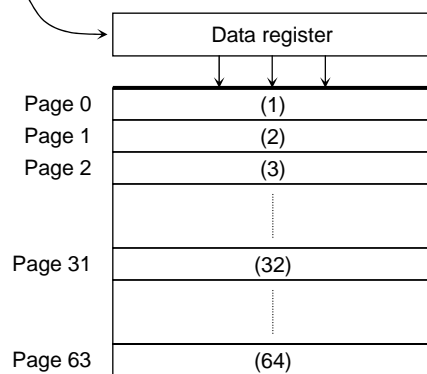 Data register
Page 0 (1)
Page 1 (2)
Page 2 (3)
Page 31 (32)
Page 63 (64)